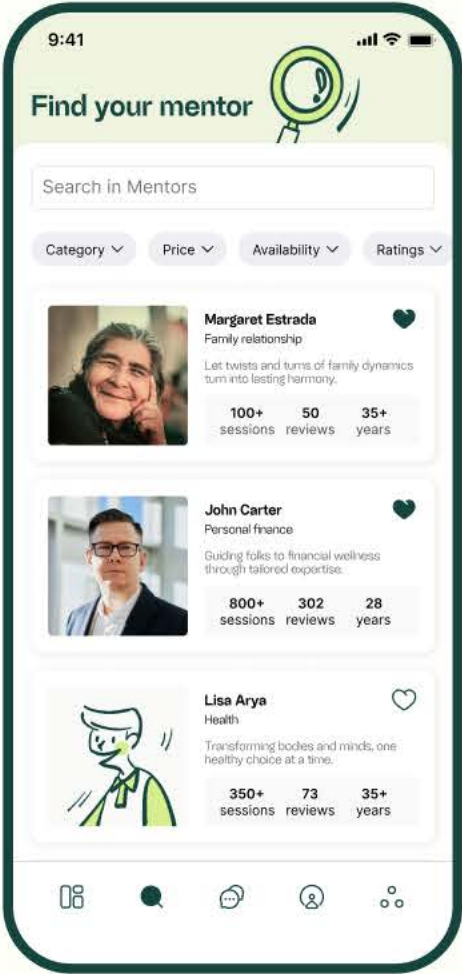 9:41
Find your mentor
Search in Mentors
Category Price Availability Ratings
Margaret Estrada
Family relationship
Let twists and turns of family dynamics
turn into lasting harmony.
100+ 50 35+
sessions reviews years
John Carter
Personal finance
Guiding folks to financial wellness
through tailored expertise.
800+ 302 28
sessions reviews years
Lisa Arya
Health
Transforming bodies and minds, one
healthy choice at a time.
350+ 73 35+
sessions reviews years